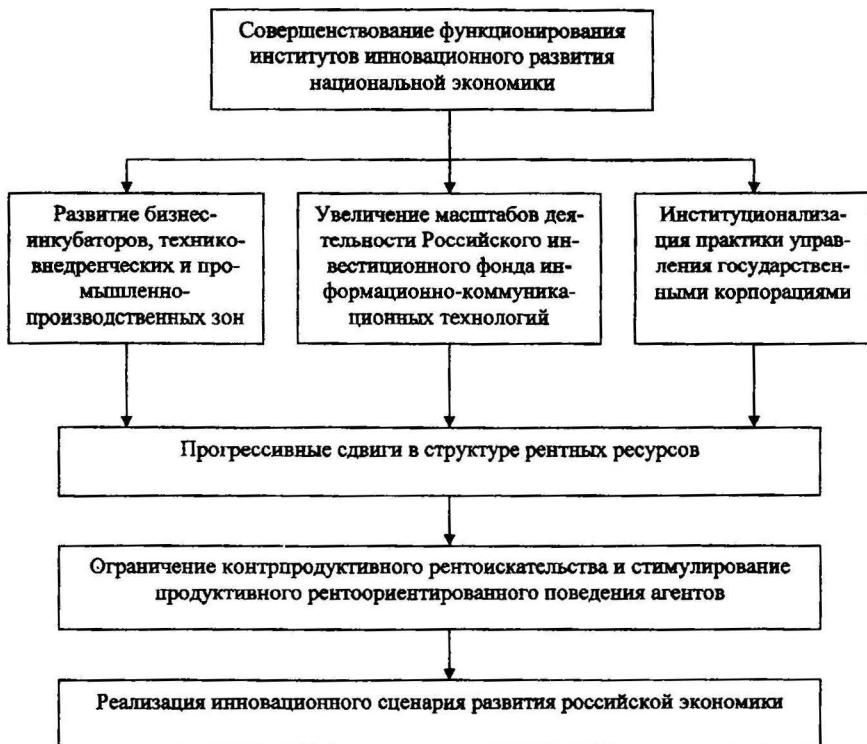 Совершенствование функционирования
институтов инновационного развития
национальной экономики
Развитие бизнес-
инкубаторов, технико-
внедренческих и про-
мышленно-
производственных зон
Увеличение масштабов дея-
тельности Российского ин-
вестиционного фонда ин-
формационно-коммуника-
ционных технологий
Институционализа-
ция практики управ-
ления государствен-
ными корпорациями
Прогрессивные сдвиги в структуре рентных ресурсов
Ограничение контрпродуктивного рентоискательства и стимулирование
продуктивного рентоориентированного поведения агентов
Реализация инновационного сценария развития российской экономики